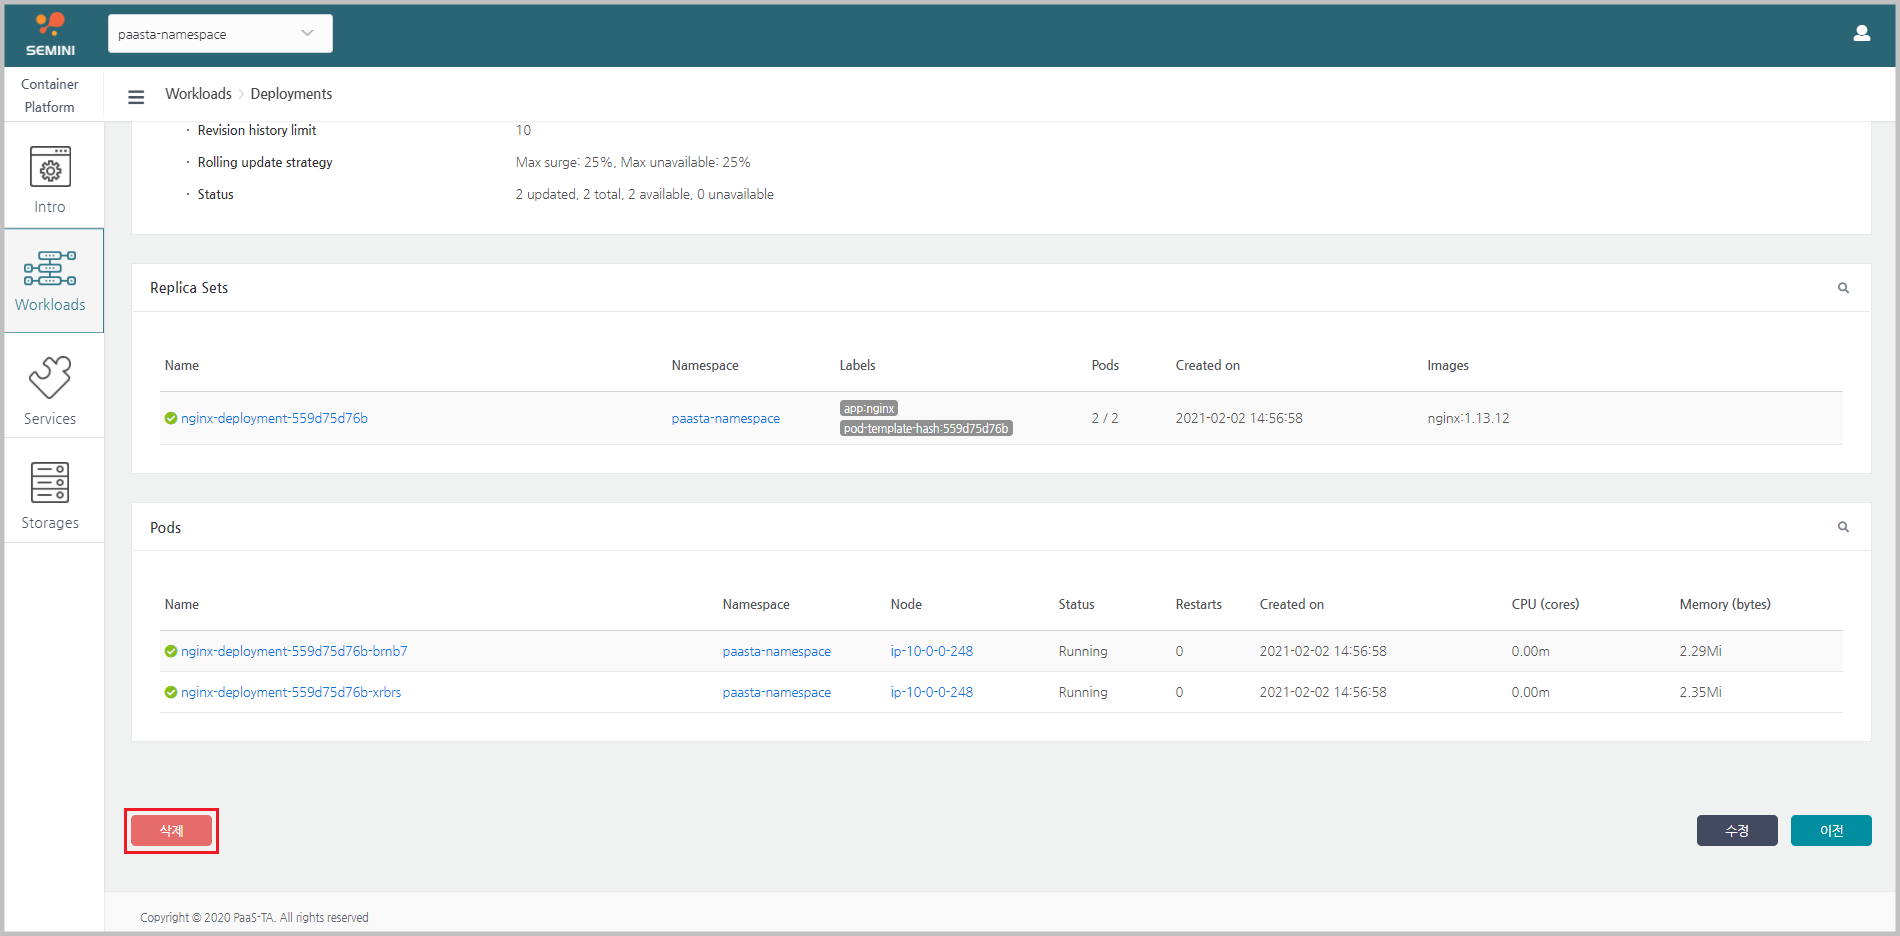 SEMINI
paasta-namespace
Container
Platform
Workloads
Deployments
Intro
Workloads
Services
Storages
· Revision history limit 10
· Rolling update strategy Max surge: 25%, Max unavailable: 25%
· Status 2 updated, 2 total, 2 available, 0 unavailable
Replica Sets
Name Namespace Labels Pods Created on Images
nginx-deployment-559d75d76b paasta-namespace app:nginx 2 / 2 2021-02-02 14:56:58 nginx:1.13.12
pod-template-hash:559d75d76b
Pods
Name Namespace Node Status Restarts Created on CPU (cores) Memory (bytes)
nginx-deployment-559d75d76b-brnb7 paasta-namespace ip-10-0-0-248 Running 0 2021-02-02 14:56:58 0.00m 2.29Mi
nginx-deployment-559d75d76b-xrbrs paasta-namespace ip-10-0-0-248 Running 0 2021-02-02 14:56:58 0.00m 2.35Mi
삭제 수정 이전
Copyright © 2020 PaaS-TA. All rights reserved